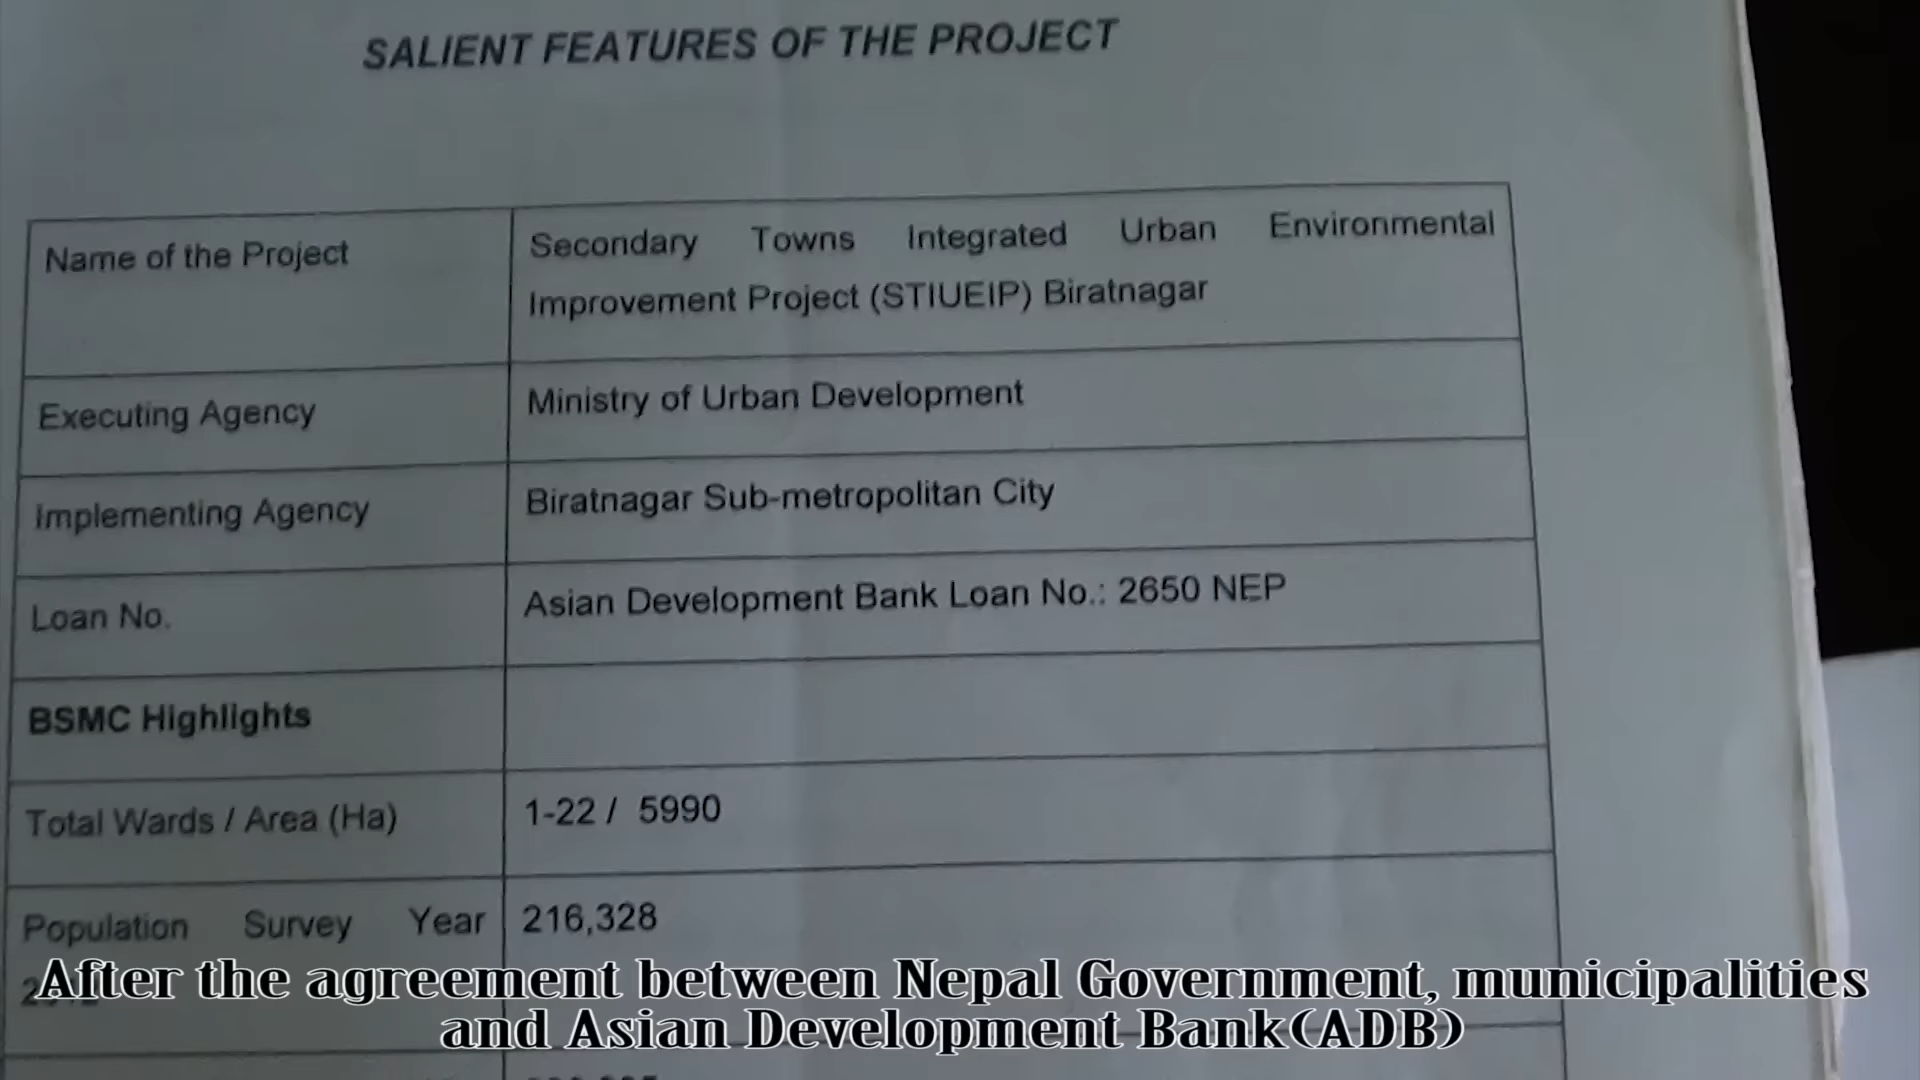 SALIENT FEATURES OF THE PROJECT
Name of the Project
Secondary Towns Integrated Urban Environmental
Improvement Project (STIUEIP) Biratnagar
Executing Agency
Ministry of Urban Development
Implementing Agency
Biratnagar Sub-metropolitan City
Loan No.
Asian Development Bank Loan No.: 2650 NEP
BSMC Highlights
Total Wards / Area (Ha)
1-22 / 5990
Population Survey Year
216,328
After the agreement between Nepal Government, municipalities
and Asian Development Bank(ADB)